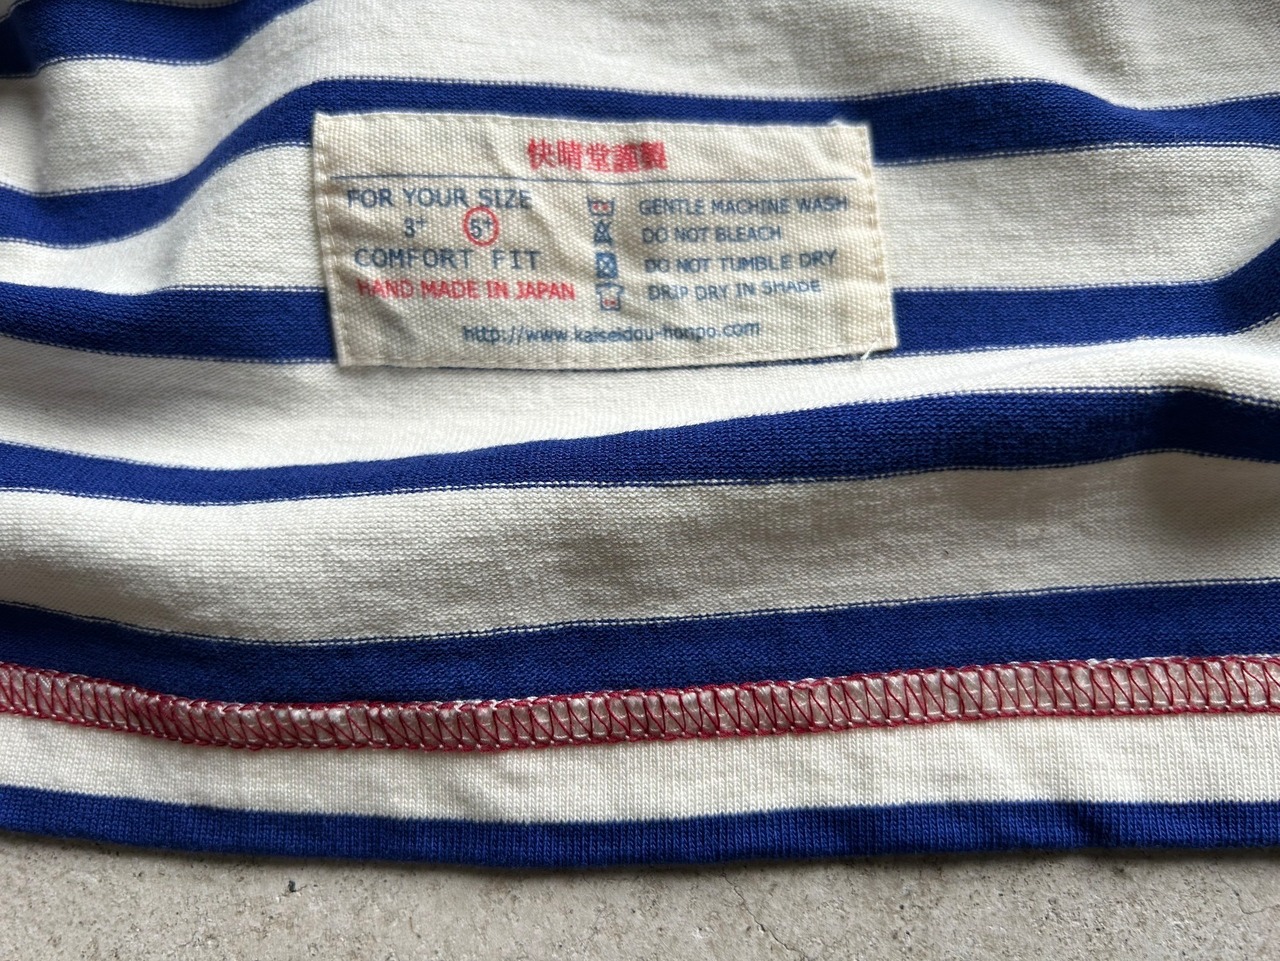 快晴堂謹製
FOR YOUR SIZE
3+ 5+
COMFORT FIT
HAND MADE IN JAPAN
GENTLE MACHINE WASH
DO NOT BLEACH
DO NOT TUMBLE DRY
DRIP DRY IN SHADE
http://www.kaiseidou-honpo.com